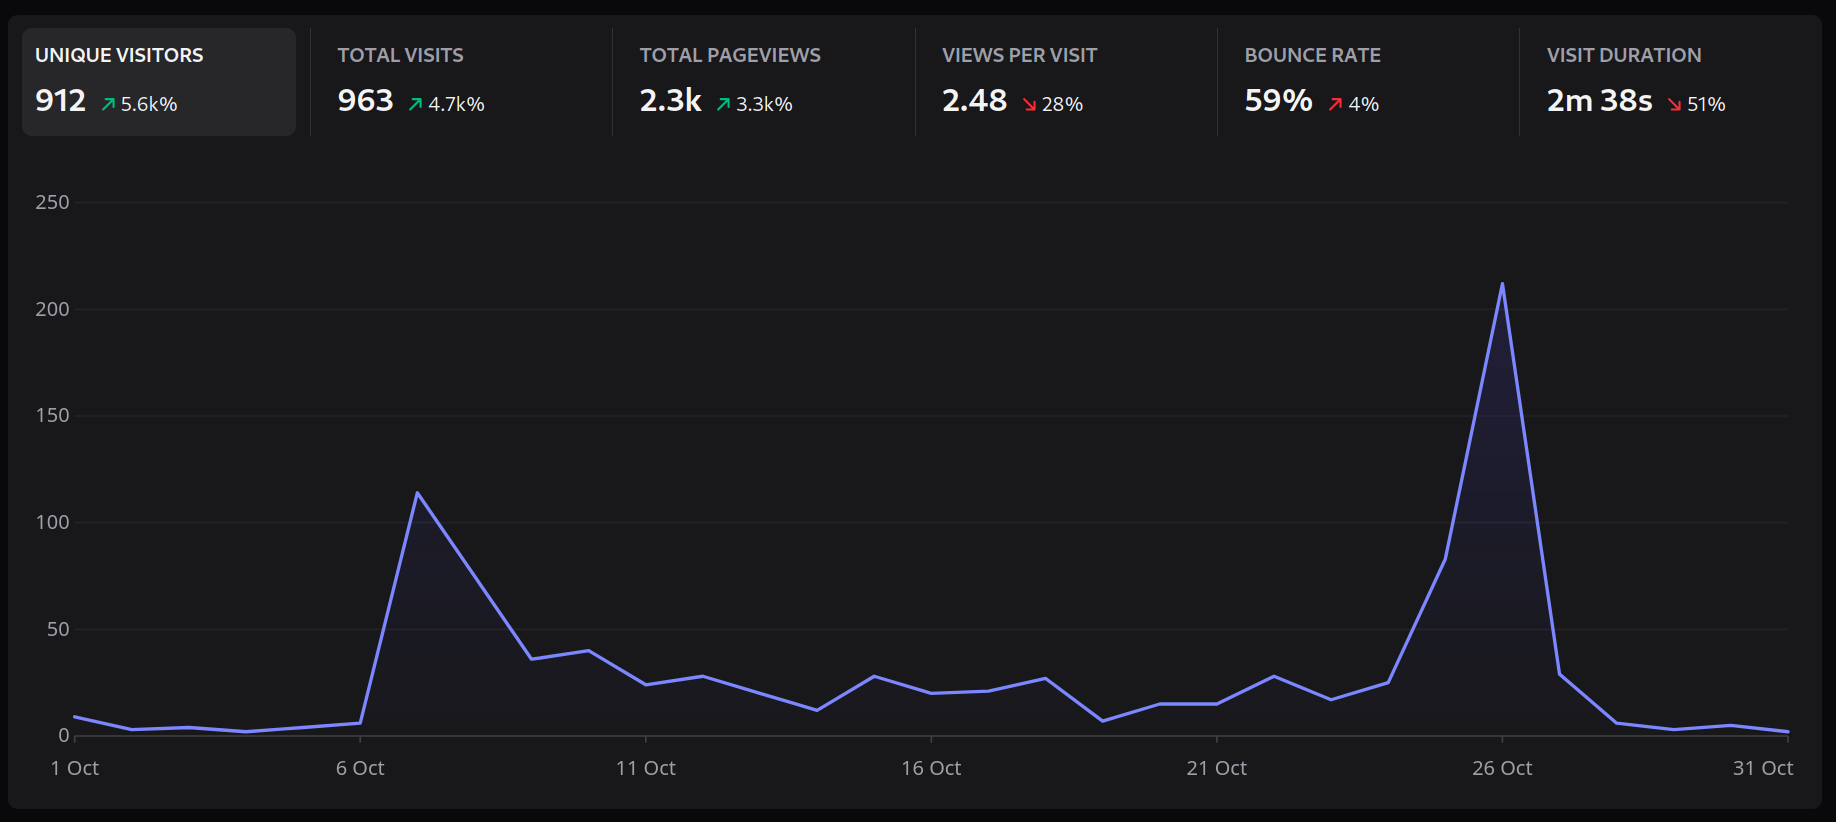 UNIQUE VISITORS
912 ↗ 5.6k%
TOTAL VISITS
963 ↗ 4.7k%
TOTAL PAGEVIEWS
2.3k ↗ 3.3k%
VIEWS PER VISIT
2.48 ↘ 28%
BOUNCE RATE
59% ↗ 4%
VISIT DURATION
2m 38s ↘ 51%
250
200
150
100
50
0
1 Oct 6 Oct 11 Oct 16 Oct 21 Oct 26 Oct 31 Oct